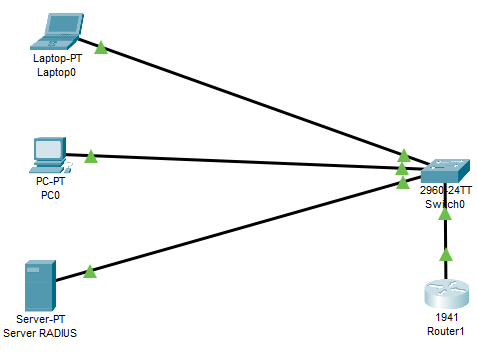 Laptop-PT
Laptop0
PC-PT
PC0
2960-24TT
Switch0
Server-PT
Server RADIUS
1941
Router1